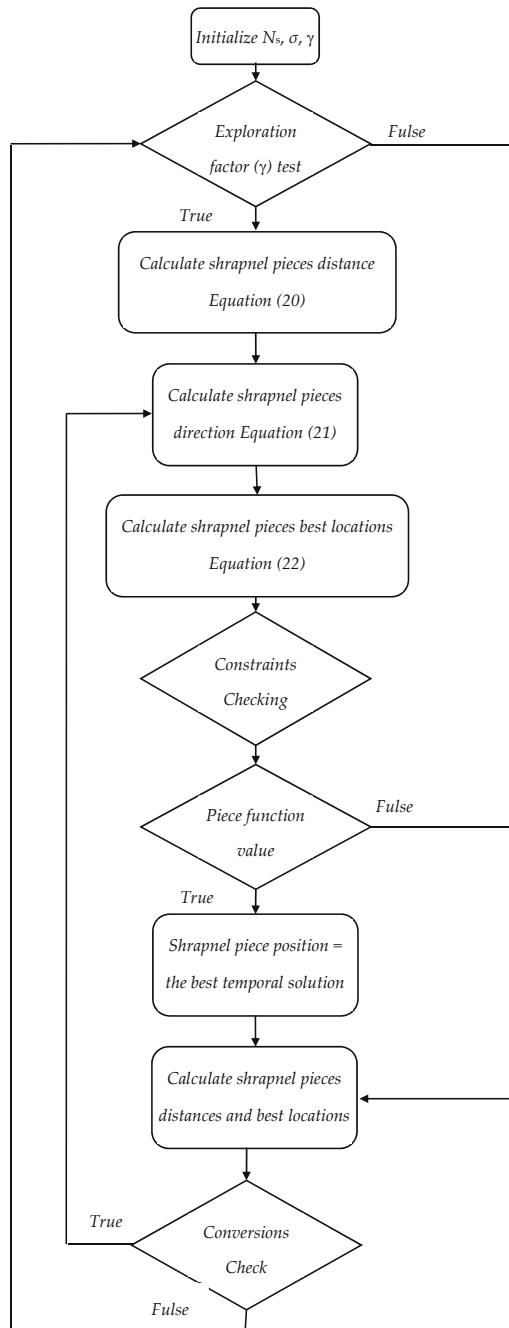 Initialize Ns, σ, γ
Exploration
factor (γ) test
Fulse
True
Calculate shrapnel pieces distance
Equation (20)
Calculate shrapnel pieces
direction Equation (21)
Calculate shrapnel pieces best locations
Equation (22)
Constraints
Checking
Piece function
value
Fulse
True
Shrapnel piece position =
the best temporal solution
Calculate shrapnel pieces
distances and best locations
True
Conversions
Check
Fulse